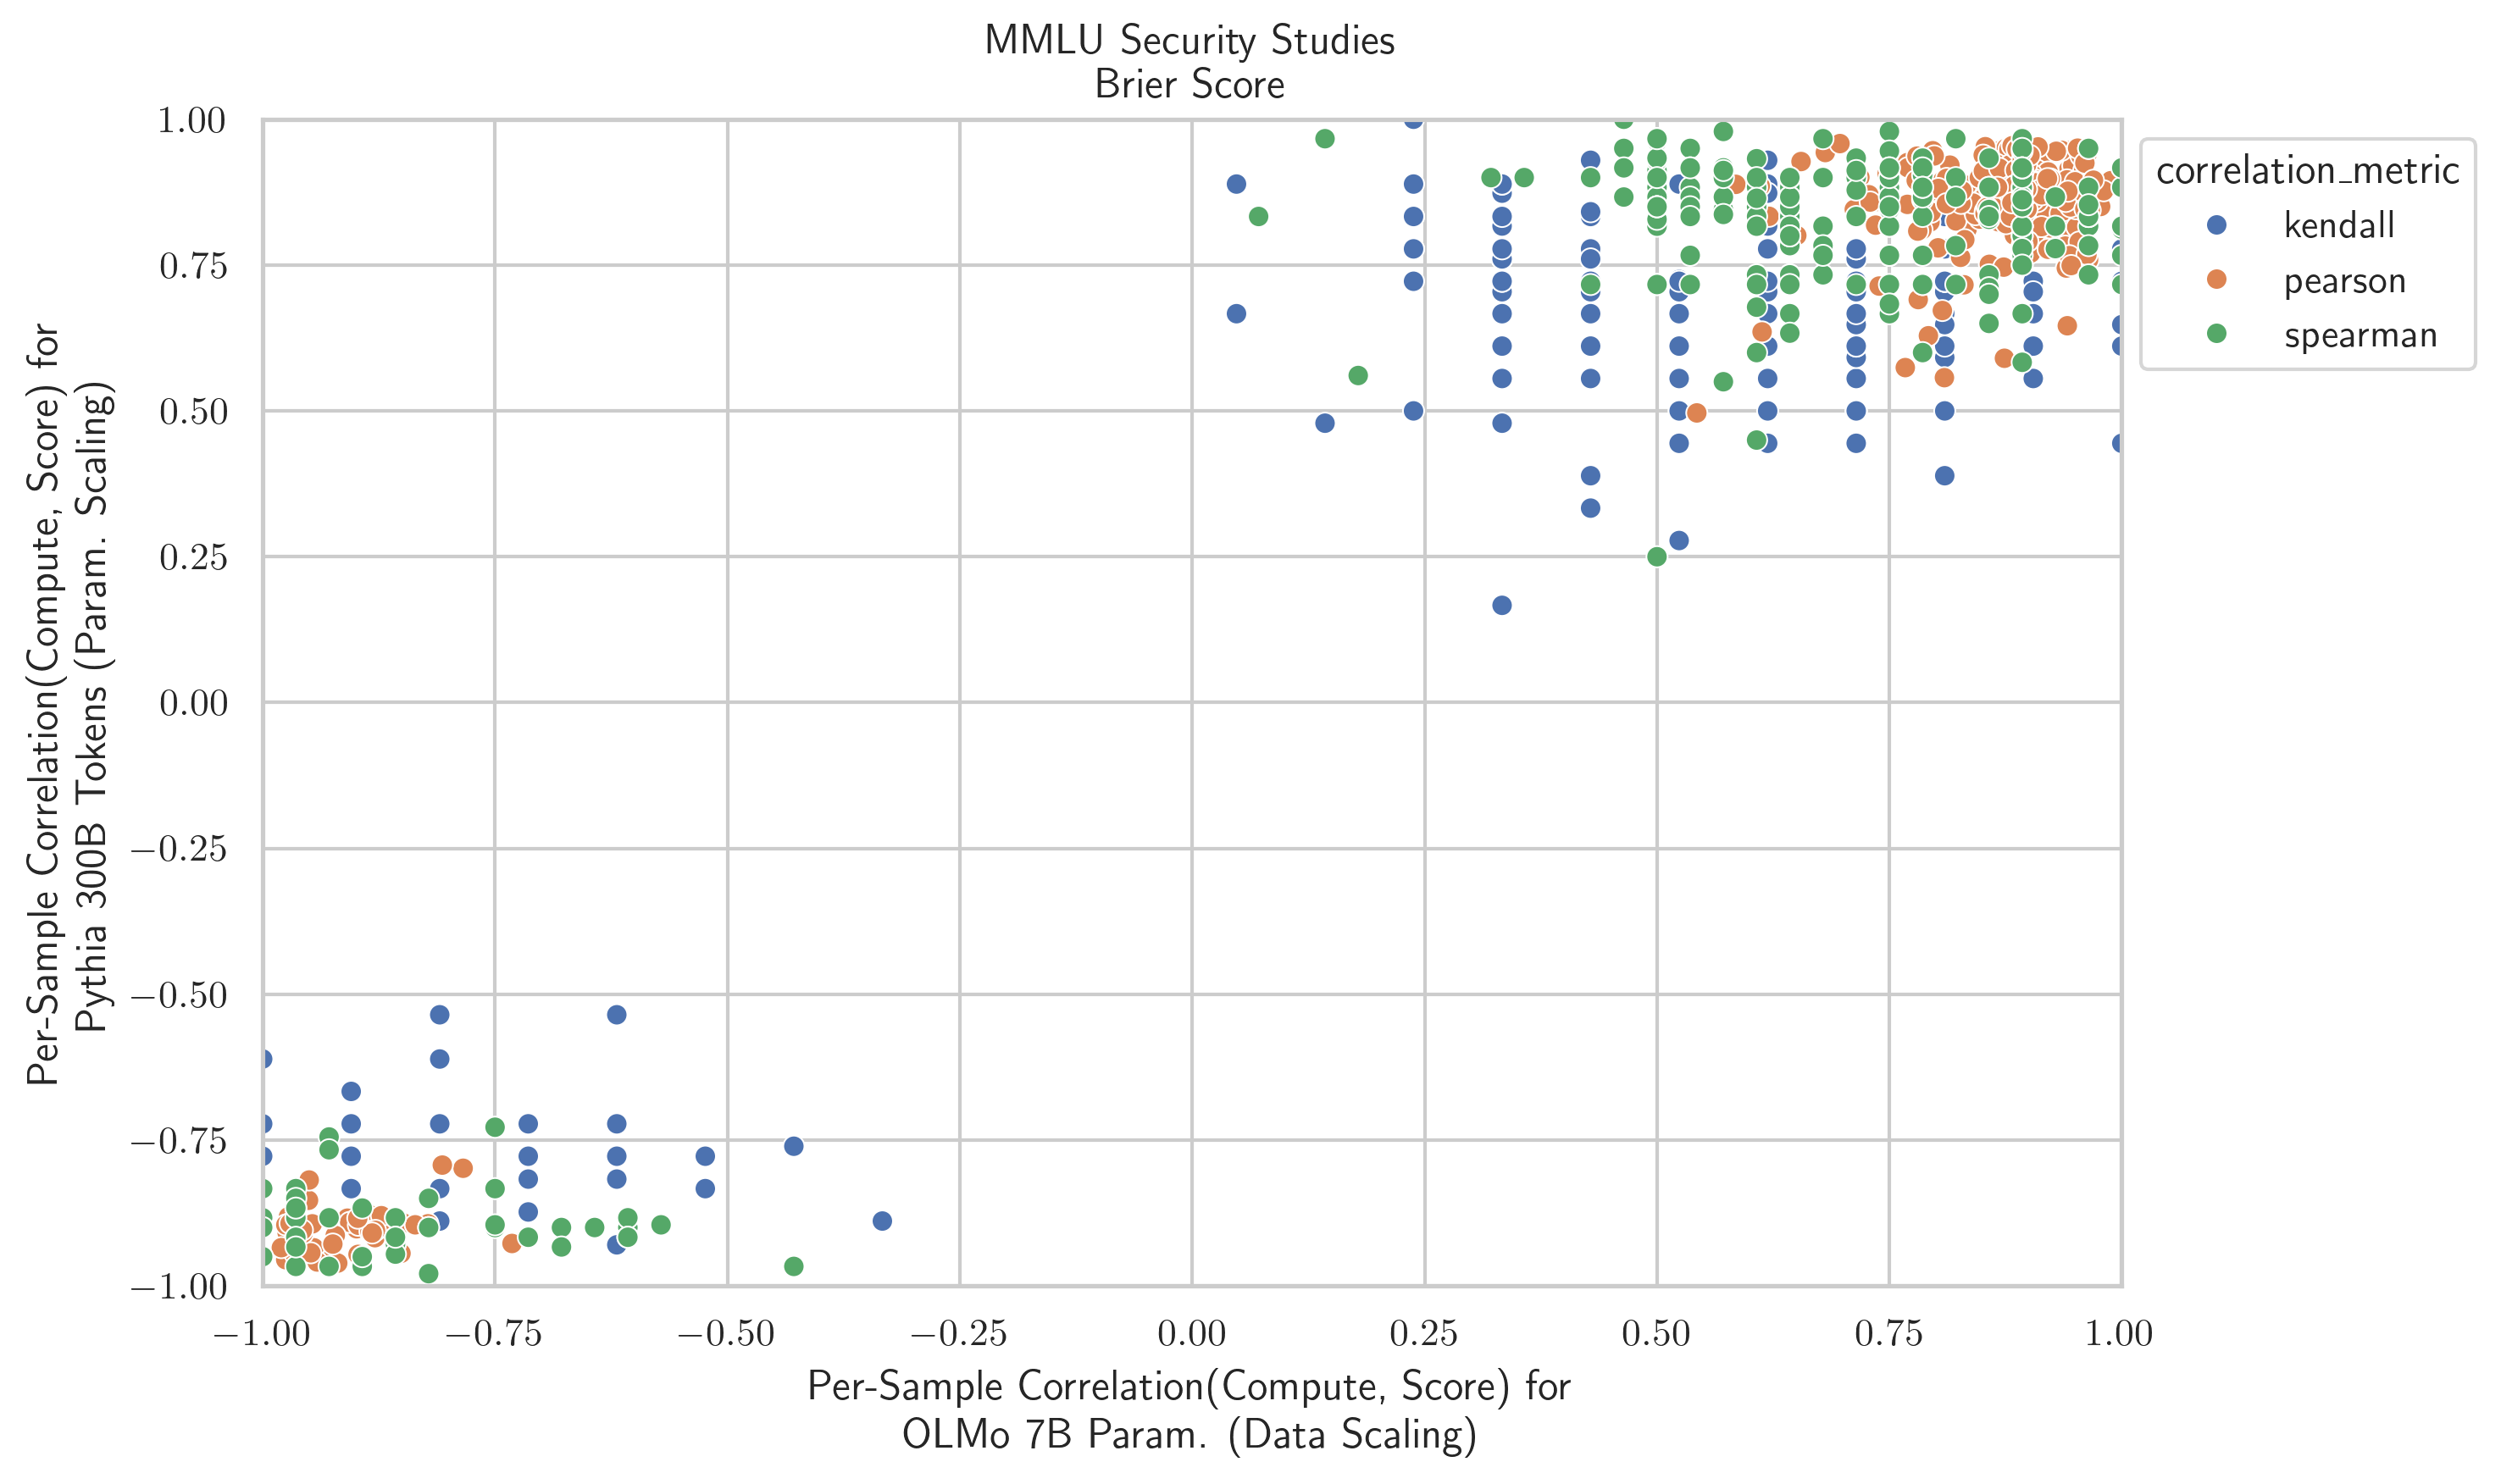 MMLU Security Studies
Brier Score
Per-Sample Correlation(Compute, Score) for
Pythia 300B Tokens (Param. Scaling)
1.00
0.75
0.50
0.25
0.00
−0.25
−0.50
−0.75
−1.00
−1.00 −0.75 −0.50 −0.25 0.00 0.25 0.50 0.75 1.00
Per-Sample Correlation(Compute, Score) for
OLMo 7B Param. (Data Scaling)
correlation_metric
kendall
pearson
spearman